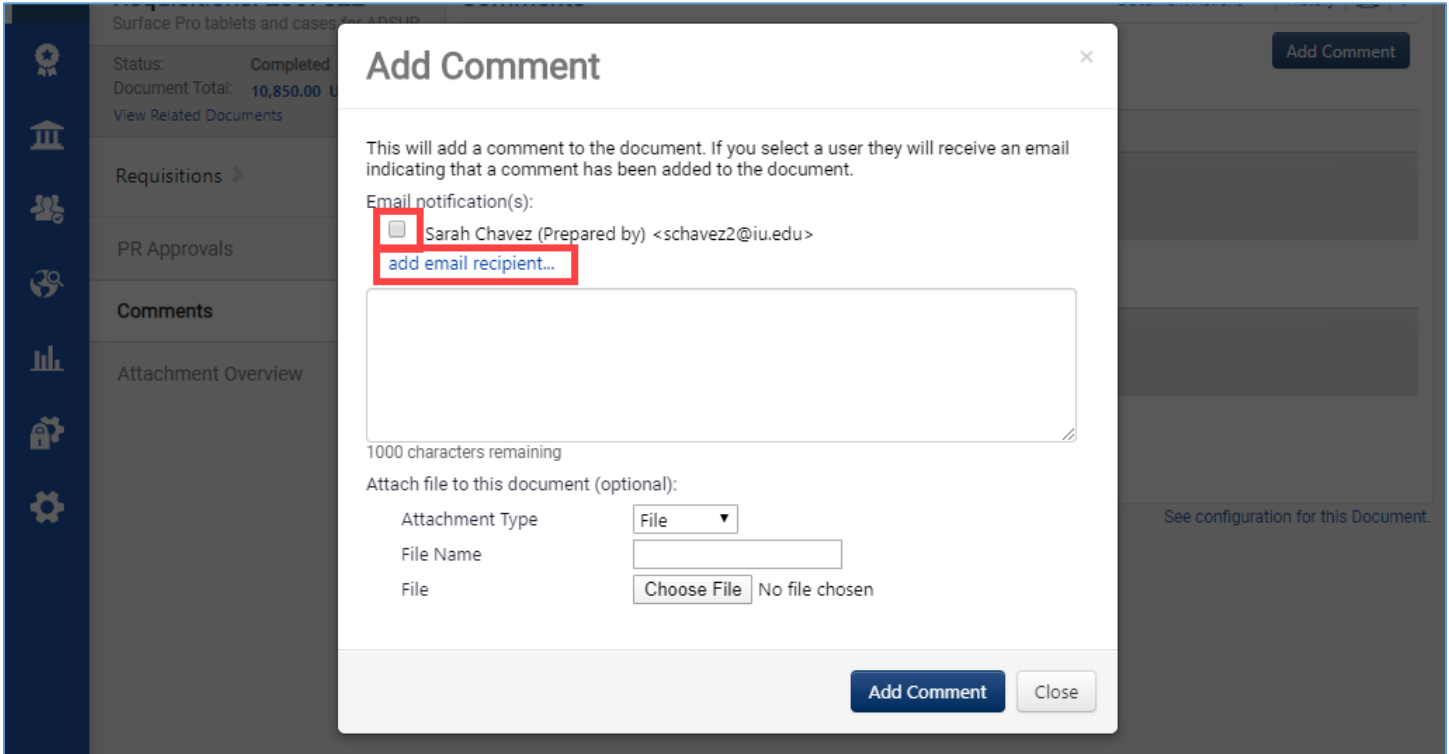 Surface Pro tablets and cases for ADSUP
Comments
History
Status: Completed
Document Total: 10,850.00 U
View Related Documents
Requisitions
PR Approvals
Comments
Attachment Overview
Add Comment
Add Comment
×
This will add a comment to the document. If you select a user they will receive an email
indicating that a comment has been added to the document.
Email notification(s):
Sarah Chavez (Prepared by) <schavez2@iu.edu>
add email recipient...
1000 characters remaining
Attach file to this document (optional):
Attachment Type File
File Name
File Choose File No file chosen
Add Comment Close
See configuration for this Document.